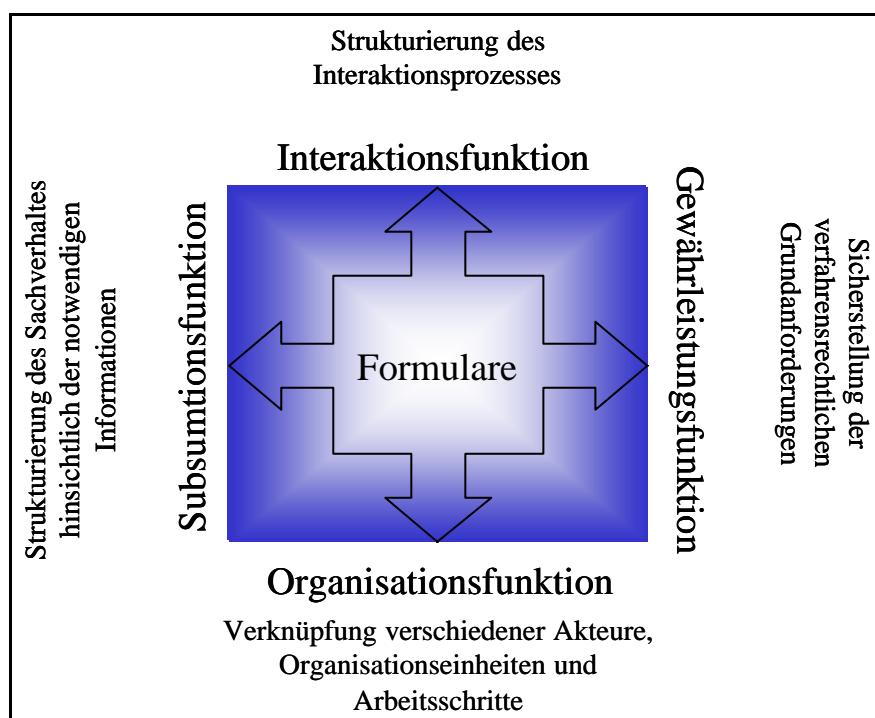 Strukturierung des
Interaktionsprozesses
Interaktionsfunktion
Strukturierung des Sachverhaltes
hinsichtlich der notwendigen
Informationen
Subsumtionsfunktion
Formulare
Gewährleistungsfunktion
Sicherstellung der
verfahrensrechtlichen
Grundanforderungen
Organisationsfunktion
Verknüpfung verschiedener Akteure,
Organisationseinheiten und
Arbeitsschritte